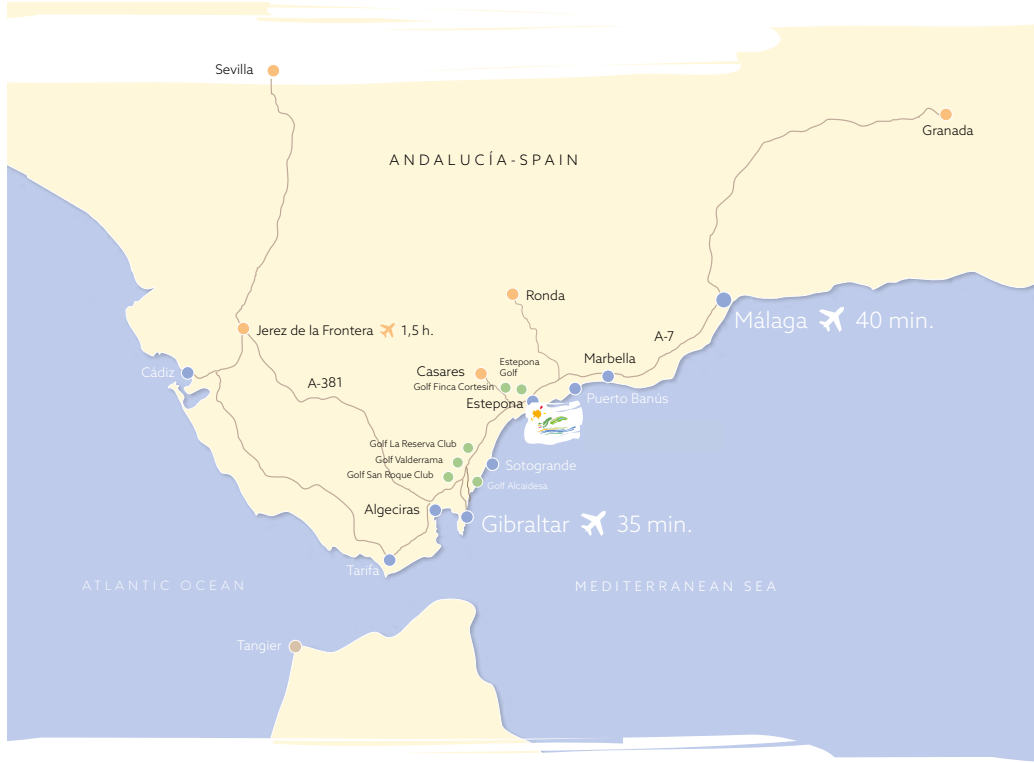 Sevilla
Granada
ANDALUCÍA-SPAIN
Ronda
Jerez de la Frontera 1,5 h.
Málaga 40 min.
A-7
Marbella
Estepona
Golf
Cádiz
Casares
A-381
Golf Finca Cortesin
Puerto Banús
Estepona
Golf La Reserva Club
Golf Valderrama
Sotogrande
Golf San Roque Club
Golf Alcaidesa
Algeciras
Gibraltar 35 min.
Tarifa
ATLANTIC OCEAN
MEDITERRANEAN SEA
Tangier